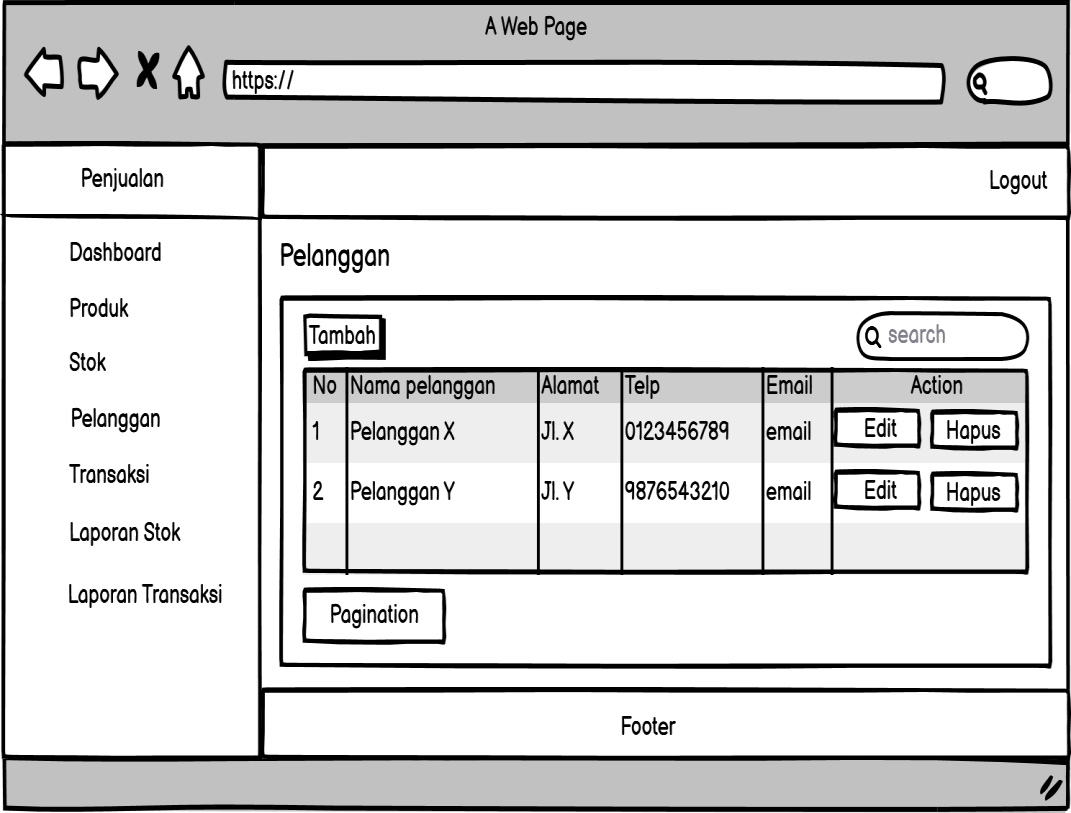 A Web Page
https://
Penjualan
Logout
Dashboard
Produk
Stok
Pelanggan
Transaksi
Laporan Stok
Laporan Transaksi
Pelanggan
Tambah
search
No Nama pelanggan Alamat Telp Email Action
1 Pelanggan X Jl. X 0123456789 email Edit Hapus
2 Pelanggan Y Jl. Y 9876543210 email Edit Hapus
Pagination
Footer